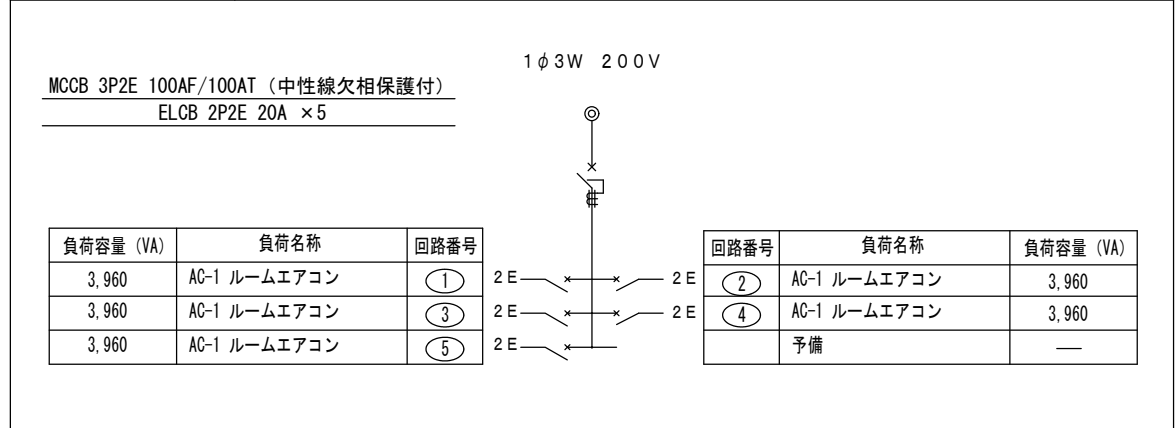 1φ3W 200V
MCCB 3P2E 100AF/100AT (中性線欠相保護付)
ELCB 2P2E 20A ×5
負荷容量 (VA) 負荷名称 回路番号
3,960 AC-1 ルームエアコン 1 2E
3,960 AC-1 ルームエアコン 3 2E
3,960 AC-1 ルームエアコン 5 2E
回路番号 負荷名称 負荷容量 (VA)
2E 2 AC-1 ルームエアコン 3,960
2E 4 AC-1 ルームエアコン 3,960
予備 ―